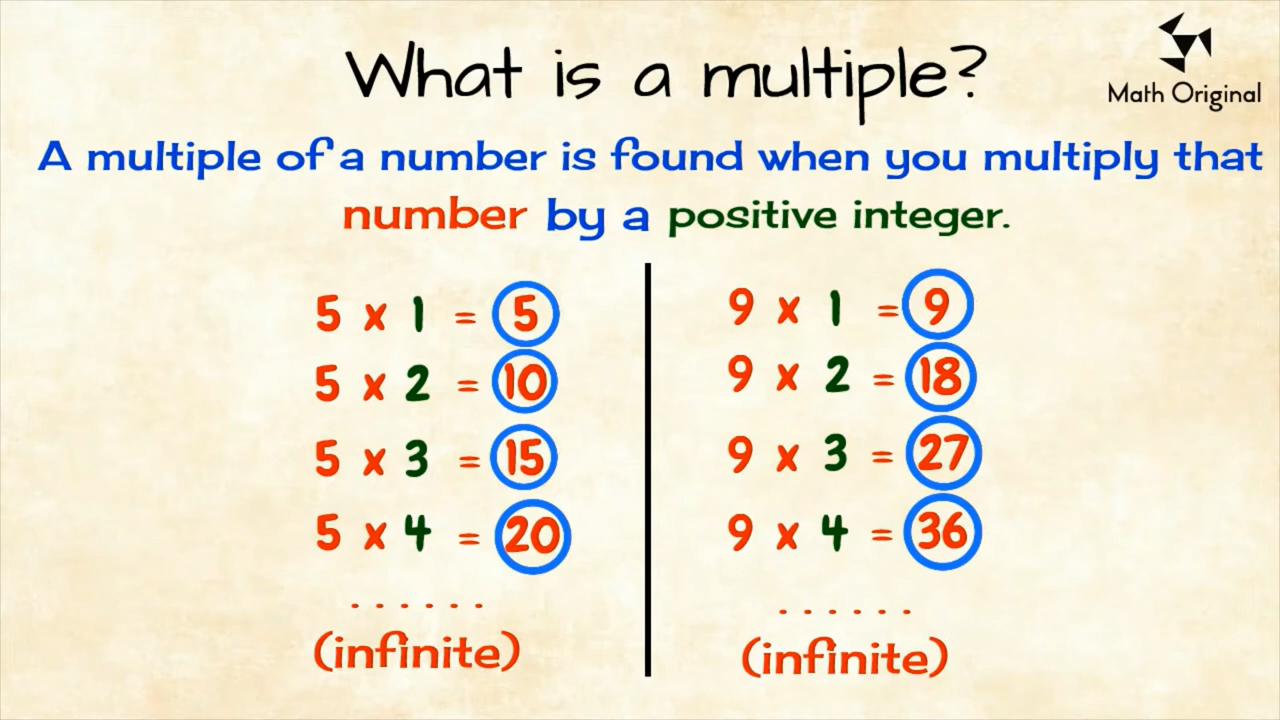 What is a multiple?
Math Original
A multiple of a number is found when you multiply that
number by a positive integer.
5 x 1 = 5
5 x 2 = 10
5 x 3 = 15
5 x 4 = 20
. . . . . .
(infinite)
9 x 1 = 9
9 x 2 = 18
9 x 3 = 27
9 x 4 = 36
. . . . . .
(infinite)